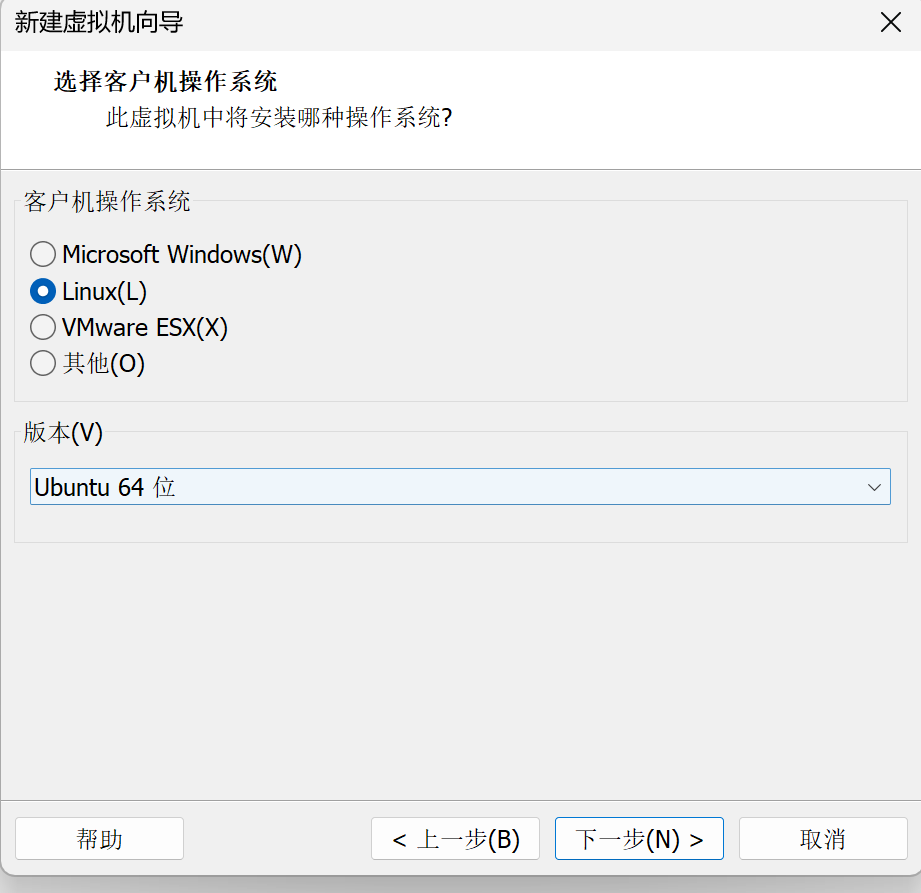 新建虚拟机向导
选择客户机操作系统
此虚拟机中将安装哪种操作系统?
客户机操作系统
Microsoft Windows(W)
Linux(L)
VMware ESX(X)
其他(O)
版本(V)
Ubuntu 64 位
帮助
< 上一步(B)
下一步(N) >
取消